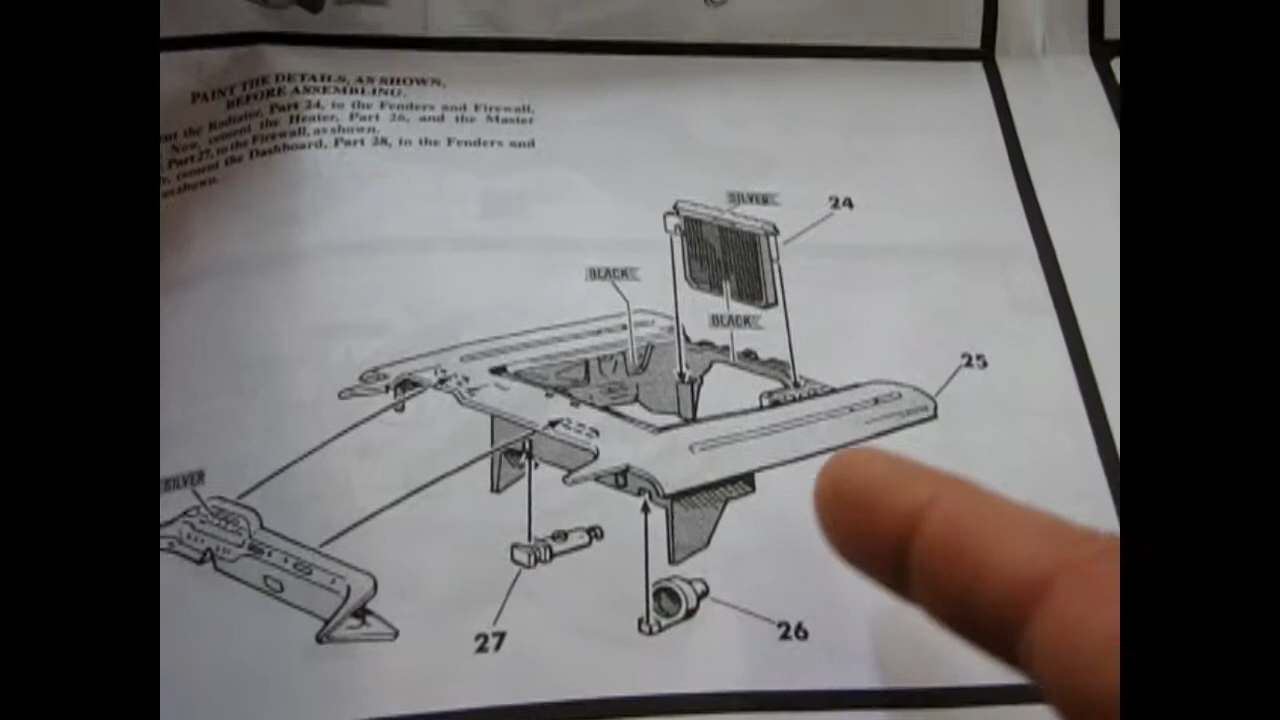 PAINT THE DETAILS, AS SHOWN,
BEFORE ASSEMBLING.
the Radiator, Part 24, to the Fenders and Firewall,
Now, cement the Heater, Part 26, and the Master
Part 27, to the Firewall, as shown.
cement the Dashboard, Part 28, to the Fenders and
as shown.
SILVER
24
BLACK
BLACK
25
SILVER
27
26